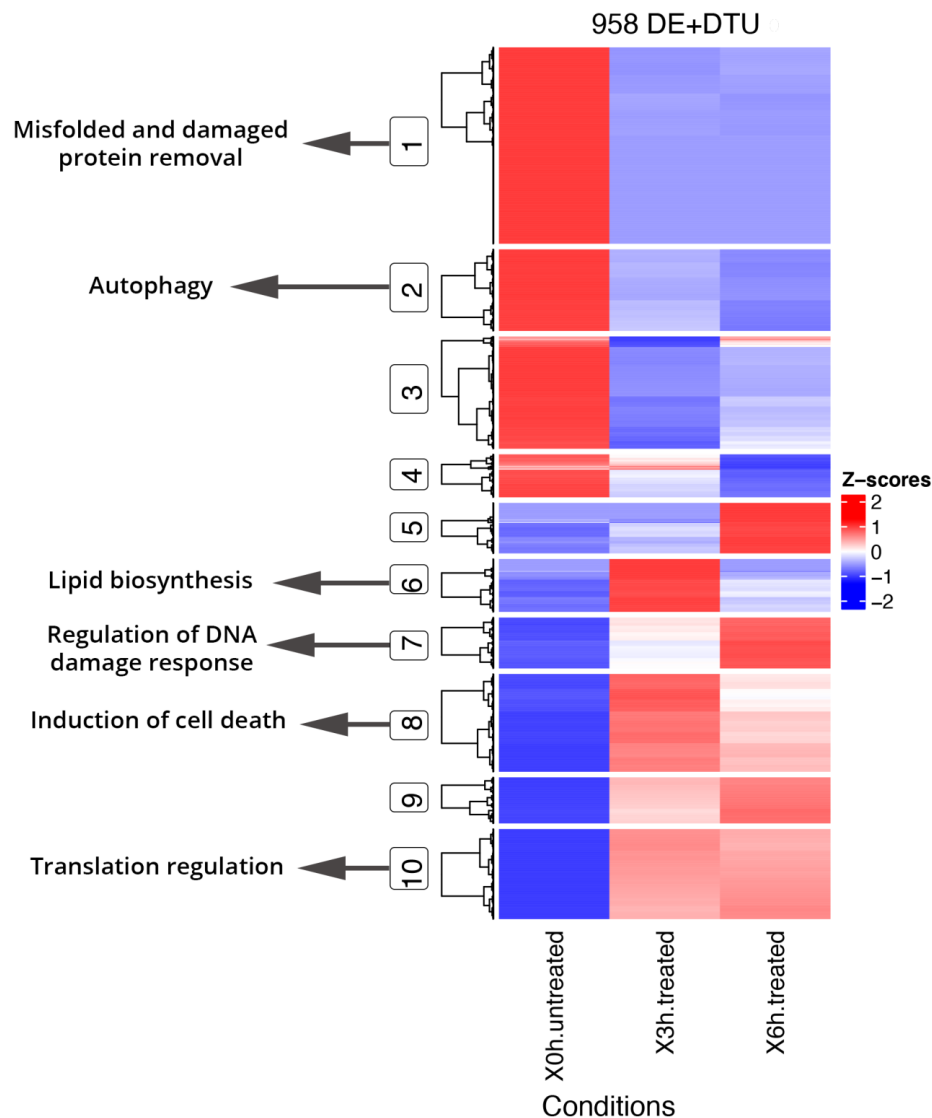 958 DE+DTU
Misfolded and damaged
protein removal
1
Autophagy
2
3
4
5
Lipid biosynthesis
6
Regulation of DNA
damage response
7
Induction of cell death
8
9
Translation regulation
10
Z−scores
2
1
0
−1
−2
X0h.untreated
X3h.treated
X6h.treated
Conditions